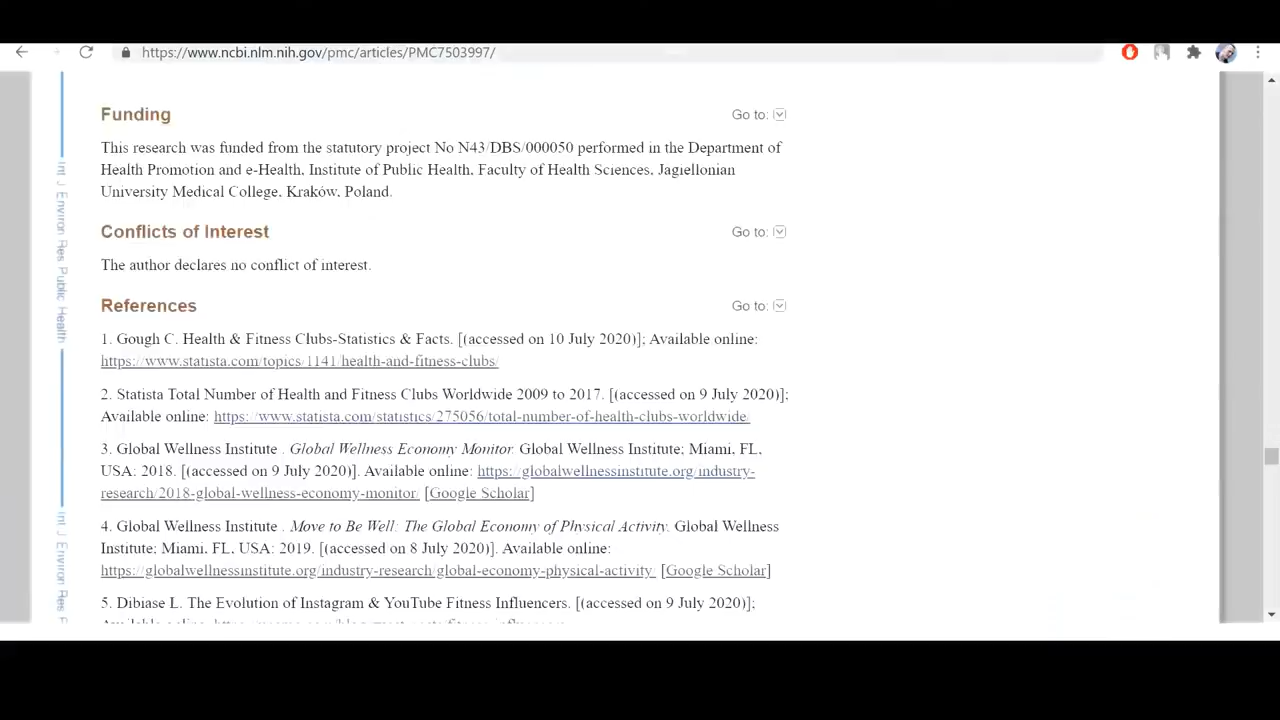 https://www.ncbi.nlm.nih.gov/pmc/articles/PMC7503997/
Funding
Go to:
This research was funded from the statutory project No N43/DBS/000050 performed in the Department of
Health Promotion and e-Health, Institute of Public Health, Faculty of Health Sciences, Jagiellonian
University Medical College, Kraków, Poland.
Conflicts of Interest
Go to:
The author declares no conflict of interest.
References
Go to:
1. Gough C. Health & Fitness Clubs-Statistics & Facts. [(accessed on 10 July 2020)]; Available online:
https://www.statista.com/topics/1141/health-and-fitness-clubs/
2. Statista Total Number of Health and Fitness Clubs Worldwide 2009 to 2017. [(accessed on 9 July 2020)];
Available online: https://www.statista.com/statistics/275056/total-number-of-health-clubs-worldwide/
3. Global Wellness Institute . Global Wellness Economy Monitor. Global Wellness Institute; Miami, FL,
USA: 2018. [(accessed on 9 July 2020)]. Available online: https://globalwellnessinstitute.org/industry-
research/2018-global-wellness-economy-monitor/ [Google Scholar]
4. Global Wellness Institute . Move to Be Well: The Global Economy of Physical Activity. Global Wellness
Institute; Miami, FL, USA: 2019. [(accessed on 8 July 2020)]. Available online:
https://globalwellnessinstitute.org/industry-research/global-economy-physical-activity/ [Google Scholar]
5. Dibiase L. The Evolution of Instagram & YouTube Fitness Influencers. [(accessed on 9 July 2020)];
Int J Environ Res Public Health
Int J Environ Res